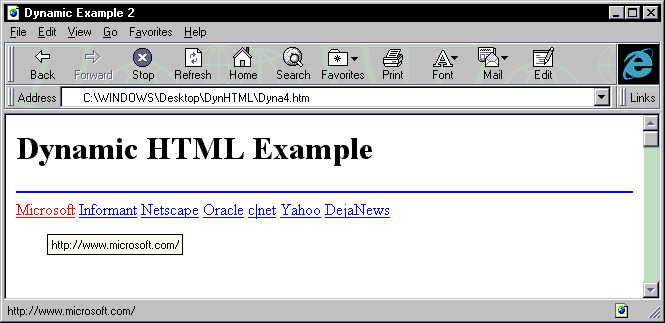 Dynamic Example 2
File Edit View Go Favorites Help
Back Forward Stop Refresh Home Search Favorites Print Font Mail Edit
Address C:\WINDOWS\Desktop\DynHTML\Dyna4.htm Links
Dynamic HTML Example
Microsoft Informant Netscape Oracle c|net Yahoo DejaNews
http://www.microsoft.com/
http://www.microsoft.com/